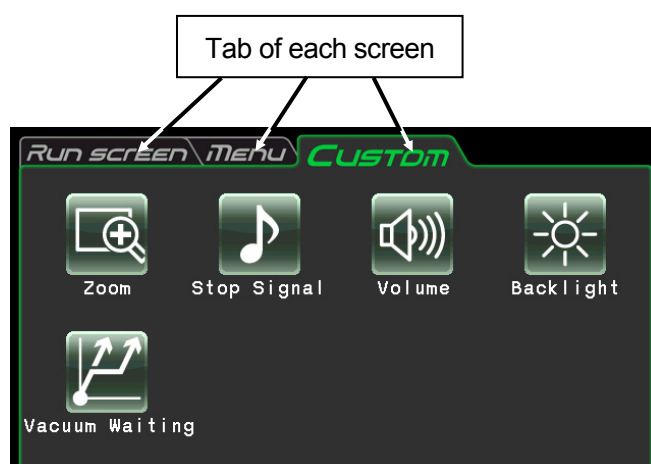 Tab of each screen
Run screen Menu Custom
Zoom Stop Signal Volume Backlight
Vacuum Waiting